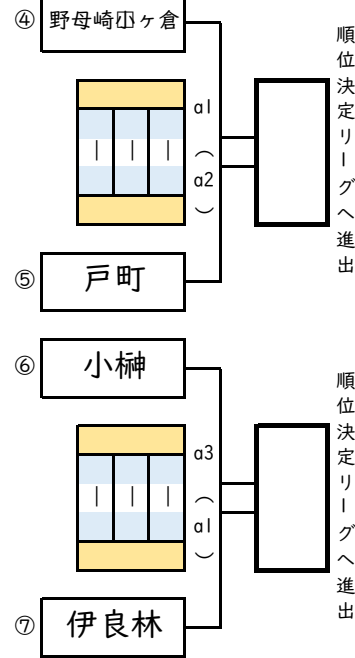 ④ 野母崎・小ヶ倉
a1
（a2）
｜ ｜ ｜
順位決定リーグへ進出
⑤ 戸町
⑥ 小榊
a3
（a1）
｜ ｜ ｜
順位決定リーグへ進出
⑦ 伊良林